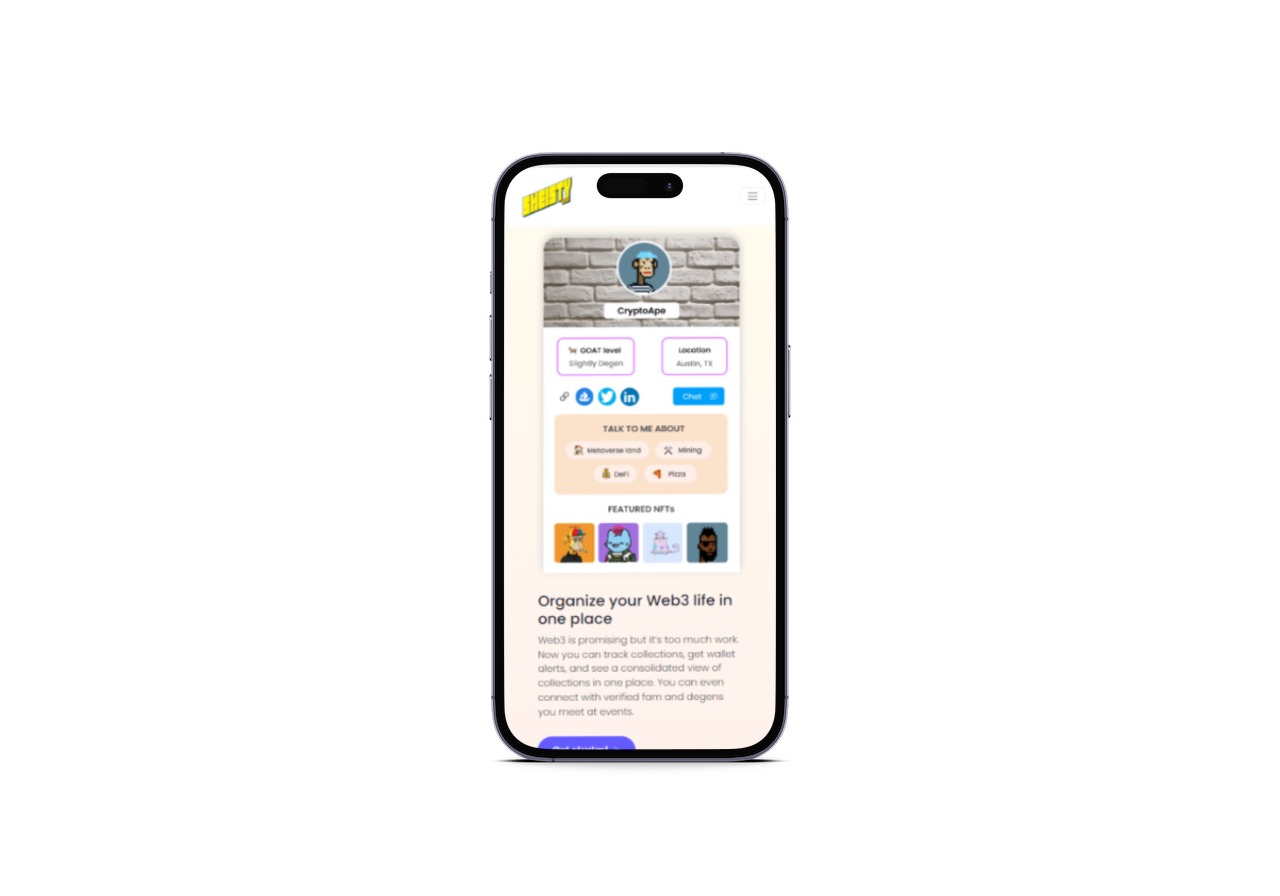 SHEISTY
CryptoApe
GOAT level
Slightly Degen
Location
Austin, TX
Chat
TALK TO ME ABOUT
Metaverse land
Mining
DeFi
Pizza
FEATURED NFTs
Organize your Web3 life in
one place
Web3 is promising but it's too much work.
Now you can track collections, get wallet
alerts, and see a consolidated view of
collections in one place. You can even
connect with verified fam and degens
you meet at events.
Get started